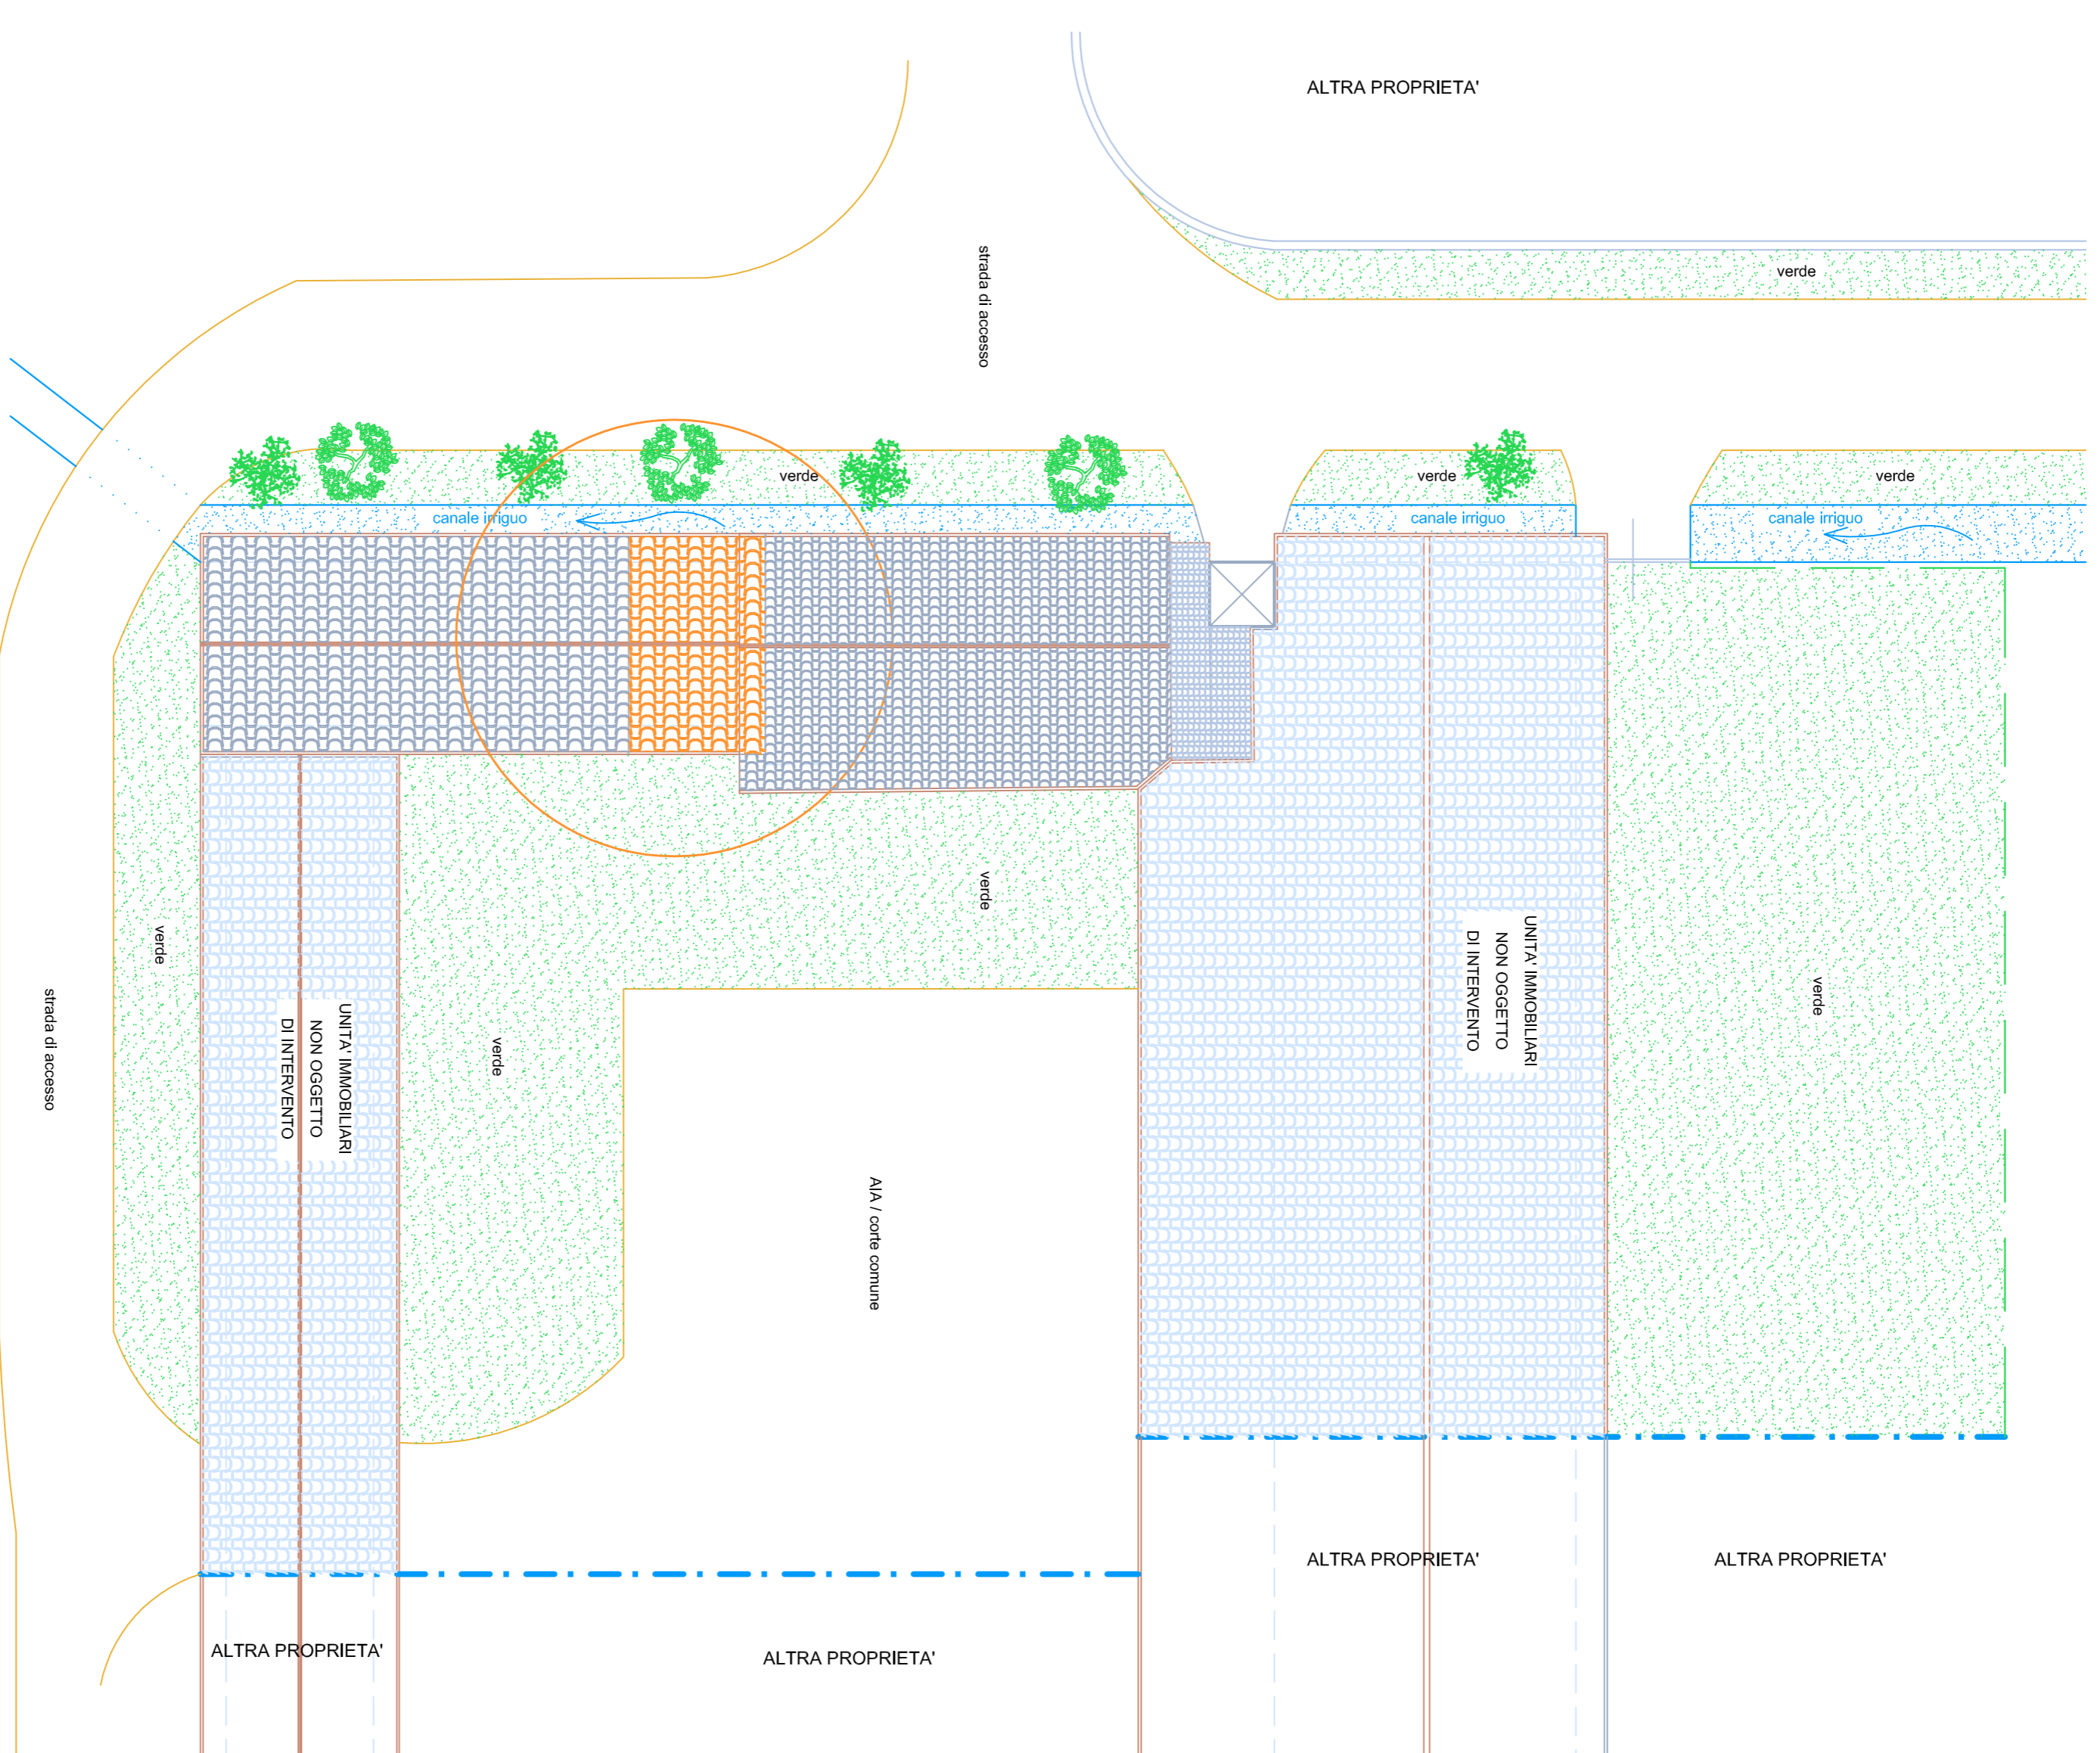 ALTRA PROPRIETA'
strada di accesso
verde
verde
verde
verde
canale irriguo
canale irriguo
canale irriguo
verde
verde
strada di accesso
UNITA' IMMOBILIARI
NON OGGETTO
DI INTERVENTO
verde
AIA / corte comune
UNITA' IMMOBILIARI
NON OGGETTO
DI INTERVENTO
verde
ALTRA PROPRIETA'
ALTRA PROPRIETA'
ALTRA PROPRIETA'
ALTRA PROPRIETA'